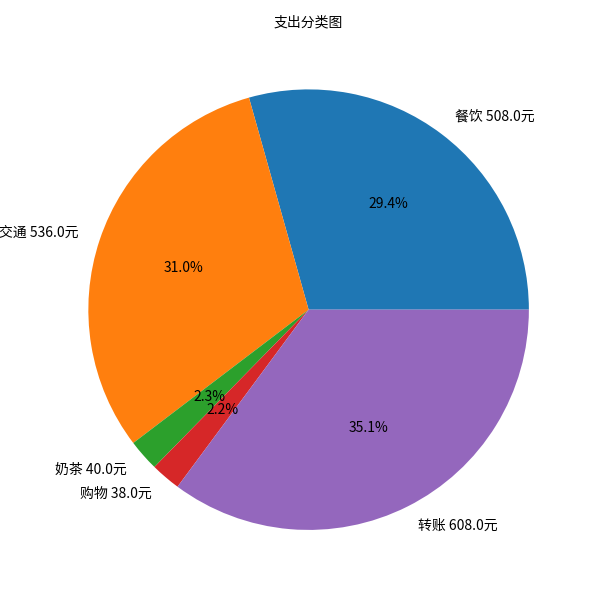 支出分类图
餐饮 508.0元
29.4%
交通 536.0元
31.0%
2.3%
2.2%
35.1%
奶茶 40.0元
购物 38.0元
转账 608.0元